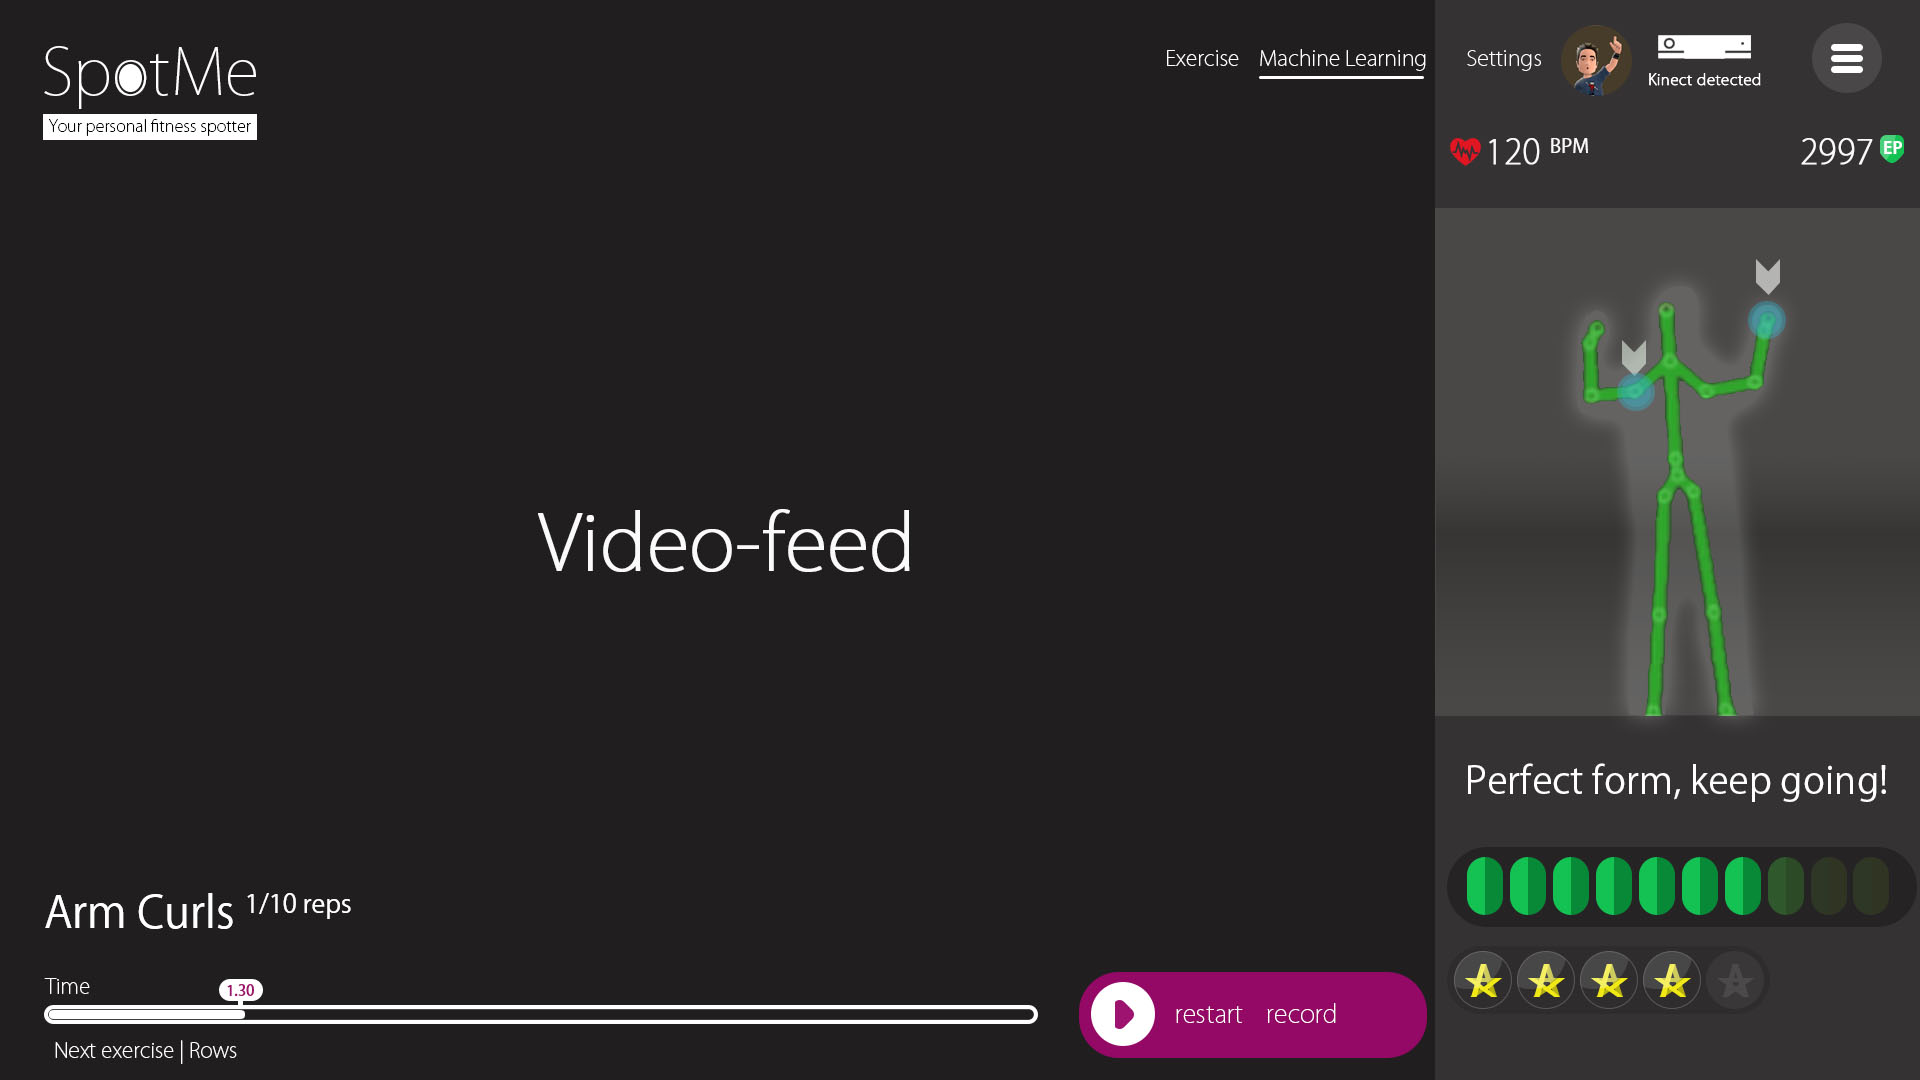 SpotMe
Your personal fitness spotter
Exercise
Machine Learning
Settings
Kinect detected
120 BPM
2997 EP
Video-feed
Perfect form, keep going!
Arm Curls 1/10 reps
Time
1.30
Next exercise | Rows
restart
record